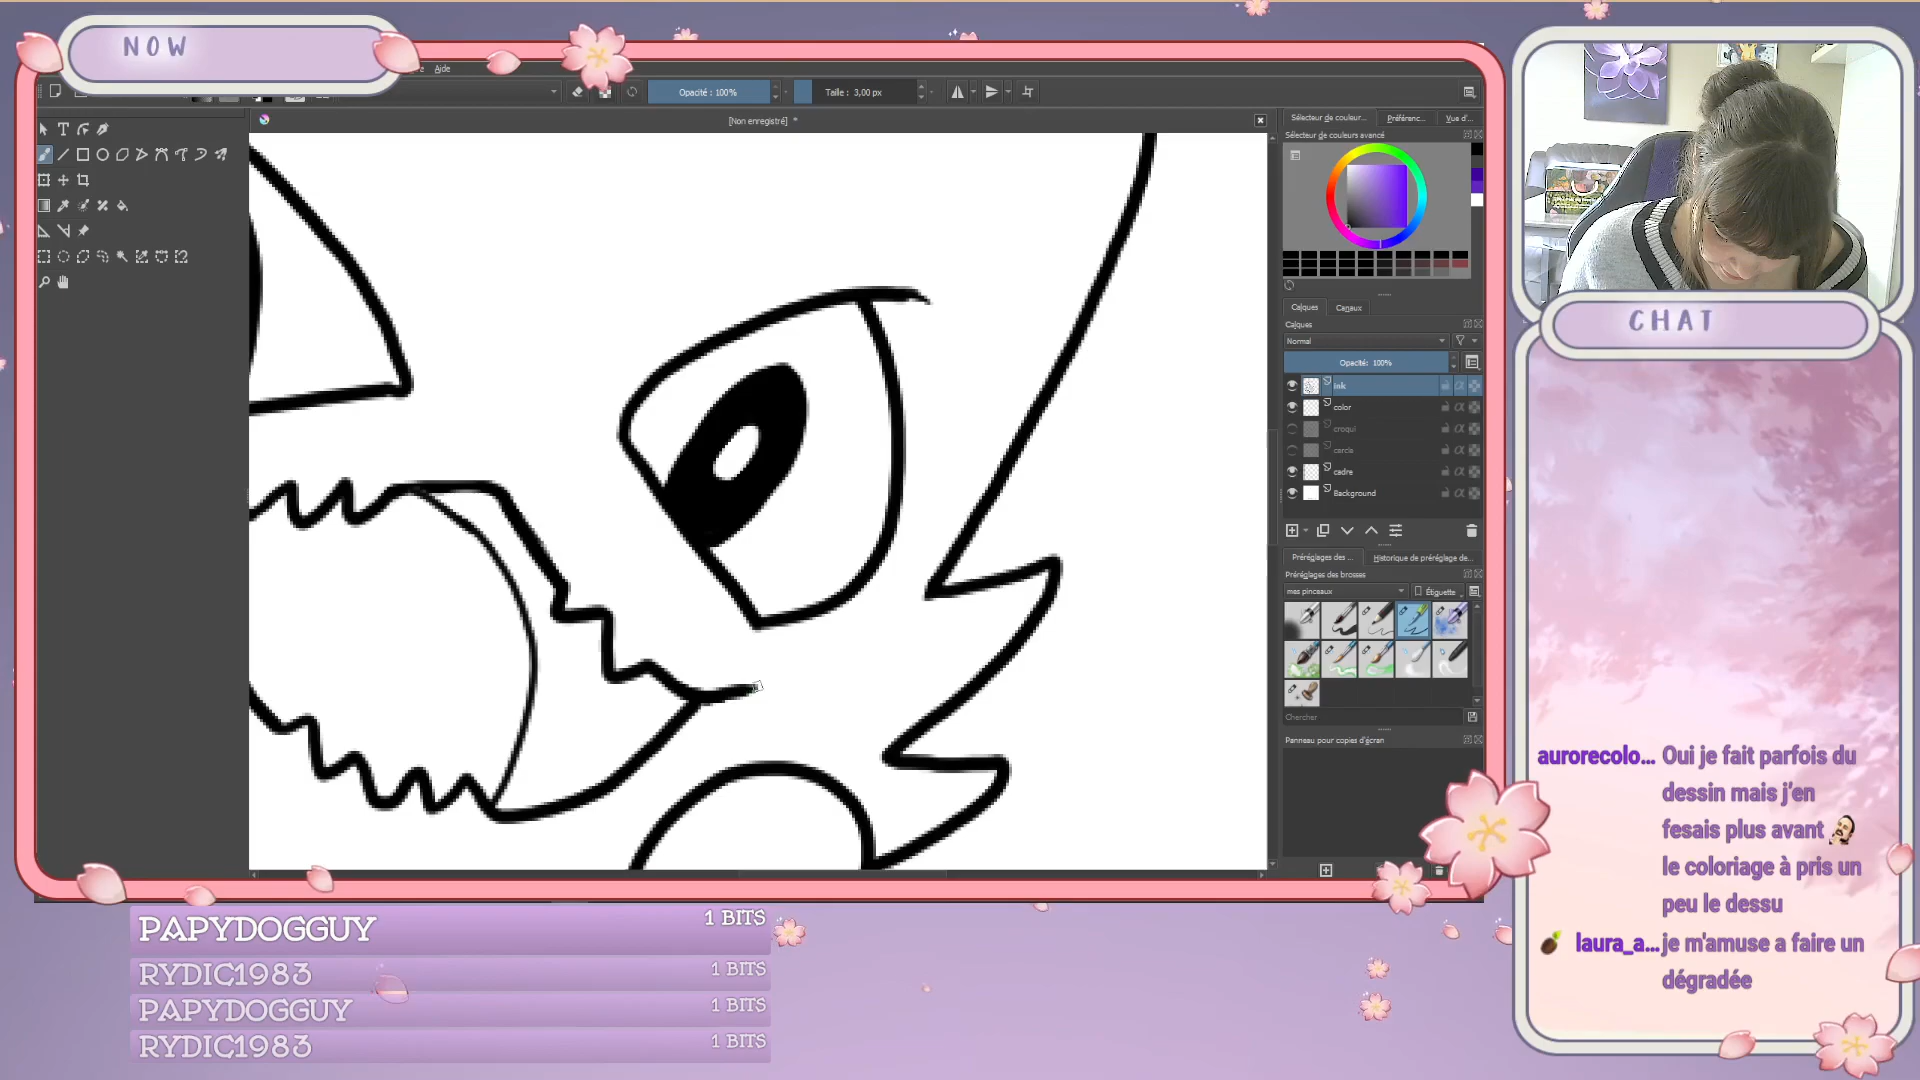 NOW
Aide
Opacité : 100%
Taille : 3,00 px
[Non enregistré] *
Sélecteur de couleur...
Préférenc...
Vue d'...
Sélecteur de couleurs avancé
Calques
Canaux
Calques
Normal
Opacité: 100%
ink
color
croqui
cercle
cadre
Background
Préréglages des ...
Historique de préréglage de...
Préréglages des brosses
mes pinceaux
Étiquette
Chercher
Panneau pour copies d'écran
CHAT
aurorecolo... Oui je fait parfois du
dessin mais j'en
fesais plus avant
le coloriage à pris un
peu le dessu
laura_a... je m'amuse a faire un
dégradée
PAPYDOGGUY 1 BITS
RYDIC1983 1 BITS
PAPYDOGGUY 1 BITS
RYDIC1983 1 BITS